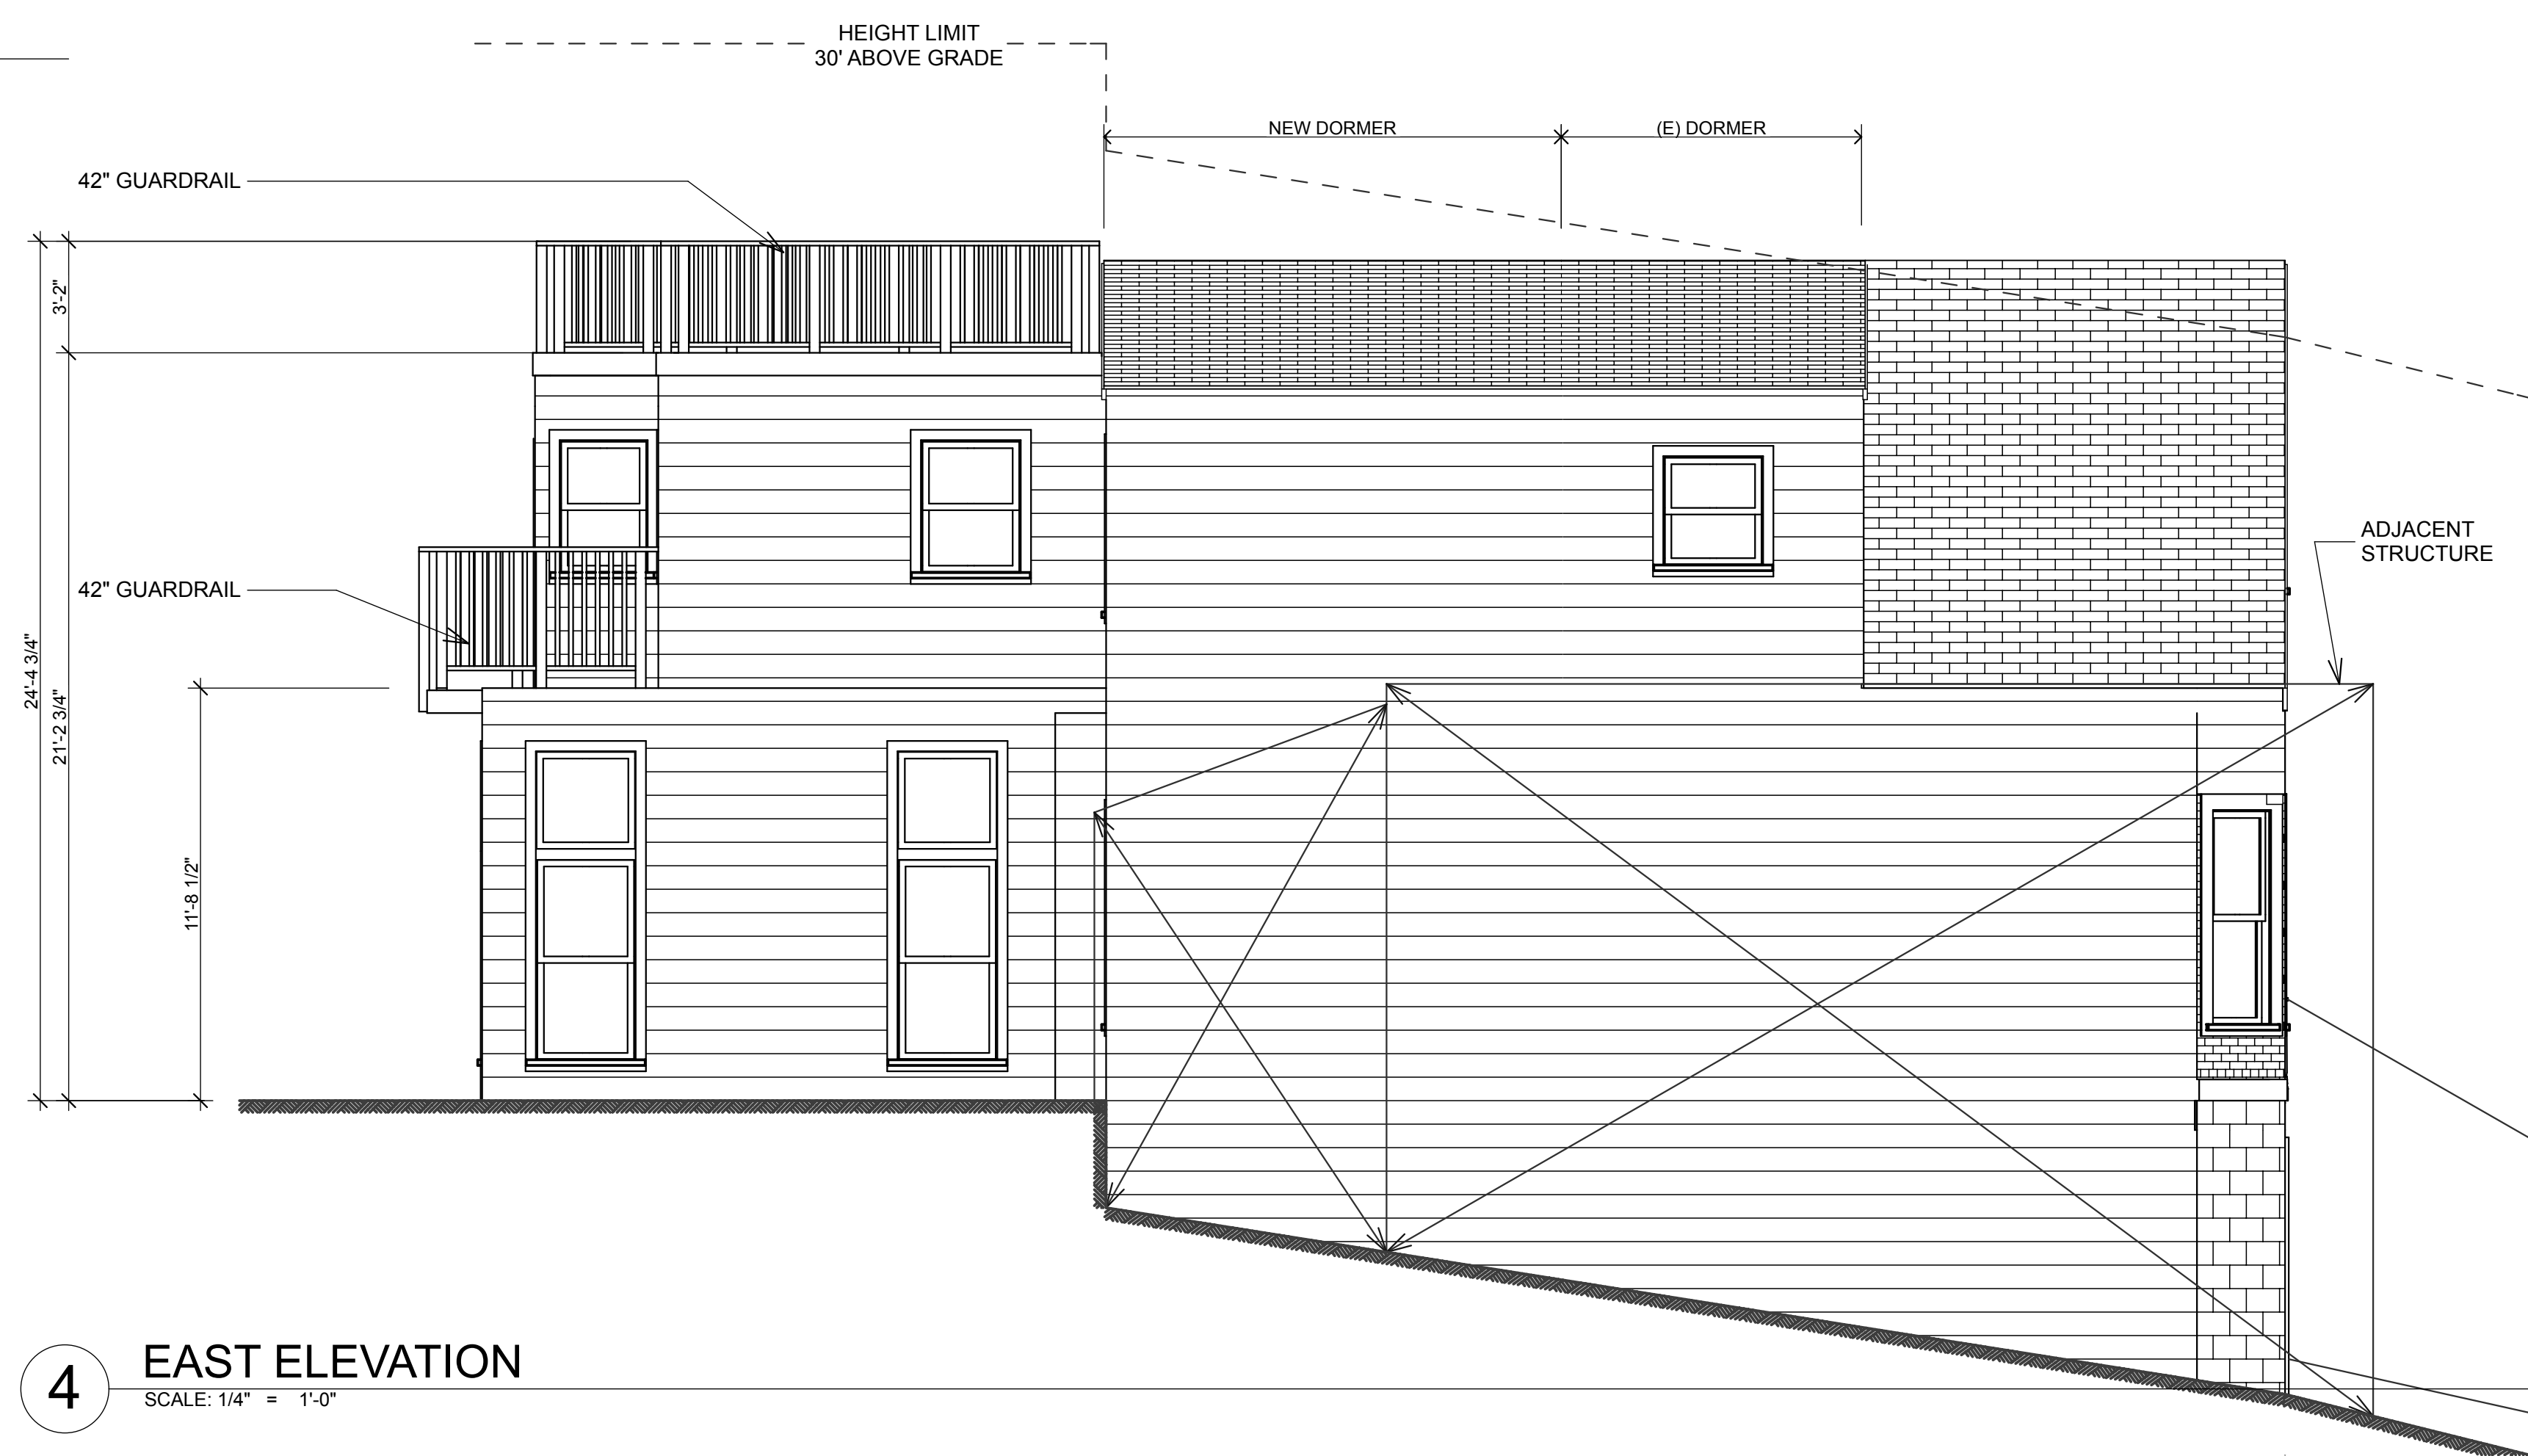 HEIGHT LIMIT
30' ABOVE GRADE
NEW DORMER
(E) DORMER
42" GUARDRAIL
3'-2"
42" GUARDRAIL
ADJACENT
STRUCTURE
24'-4 3/4"
21'-2 3/4"
11'-8 1/2"
4
EAST ELEVATION
SCALE: 1/4" = 1'-0"